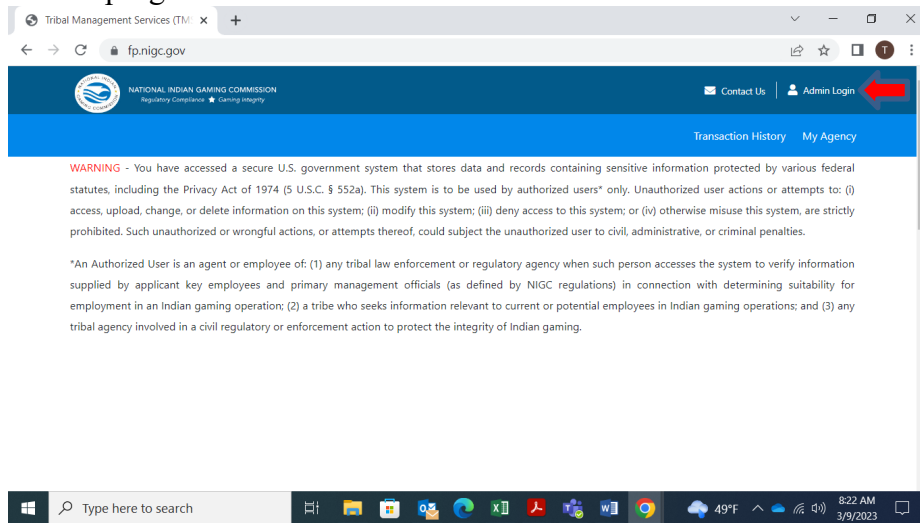 Tribal Management Services (TM
fp.nigc.gov
T
NATIONAL INDIAN GAMING COMMISSION
Regulatory Compliance ★ Gaming Integrity
Contact Us
Admin Login
Transaction History My Agency
WARNING - You have accessed a secure U.S. government system that stores data and records containing sensitive information protected by various federal
statutes, including the Privacy Act of 1974 (5 U.S.C. § 552a). This system is to be used by authorized users* only. Unauthorized user actions or attempts to: (i)
access, upload, change, or delete information on this system; (ii) modify this system; (iii) deny access to this system; or (iv) otherwise misuse this system, are strictly
prohibited. Such unauthorized or wrongful actions, or attempts thereof, could subject the unauthorized user to civil, administrative, or criminal penalties.
*An Authorized User is an agent or employee of: (1) any tribal law enforcement or regulatory agency when such person accesses the system to verify information
supplied by applicant key employees and primary management officials (as defined by NIGC regulations) in connection with determining suitability for
employment in an Indian gaming operation; (2) a tribe who seeks information relevant to current or potential employees in Indian gaming operations; and (3) any
tribal agency involved in a civil regulatory or enforcement action to protect the integrity of Indian gaming.
Type here to search
49°F
8:22 AM
3/9/2023